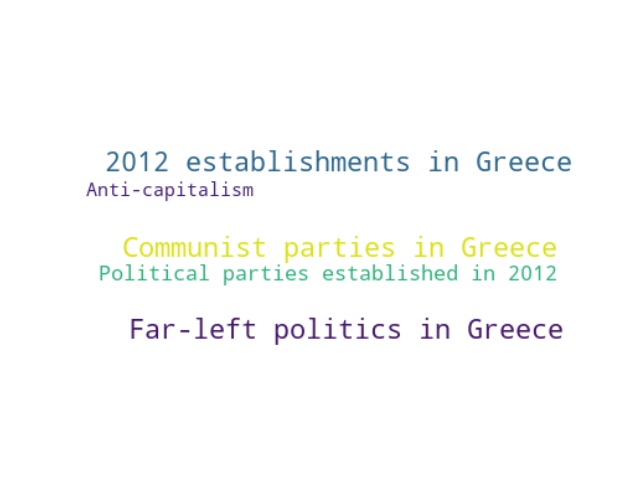 2012 establishments in Greece
Anti-capitalism
Communist parties in Greece
Political parties established in 2012
Far-left politics in Greece